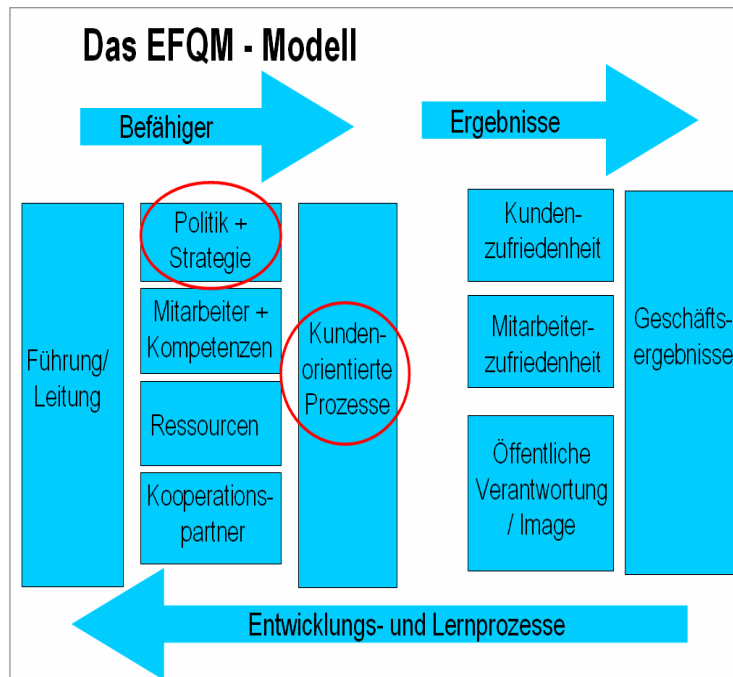 Das EFQM - Modell
Befähiger
Ergebnisse
Führung/
Leitung
Politik +
Strategie
Mitarbeiter +
Kompetenzen
Ressourcen
Kooperations-
partner
Kunden-
orientierte
Prozesse
Kunden-
zufriedenheit
Mitarbeiter-
zufriedenheit
Öffentliche
Verantwortung
/ Image
Geschäfts-
ergebnisse
Entwicklungs- und Lernprozesse